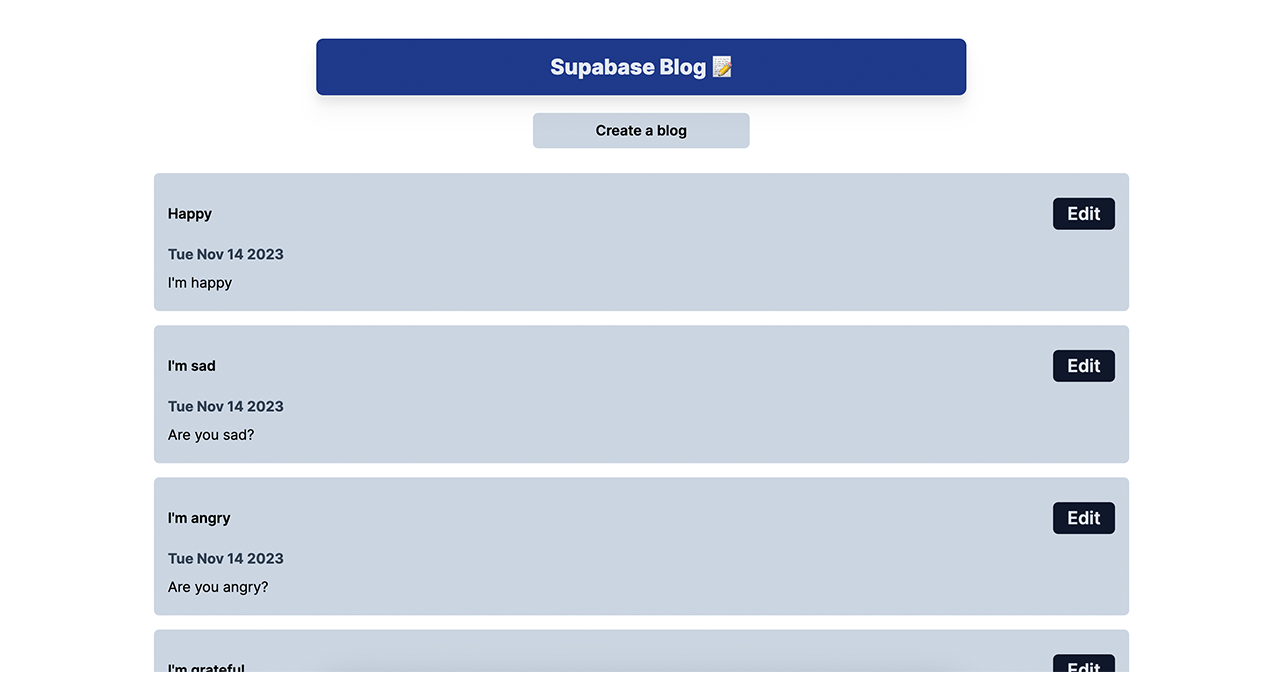 Supabase Blog 📝
Create a blog
Happy
Edit
Tue Nov 14 2023
I'm happy
I'm sad
Edit
Tue Nov 14 2023
Are you sad?
I'm angry
Edit
Tue Nov 14 2023
Are you angry?
I'm grateful
Edit